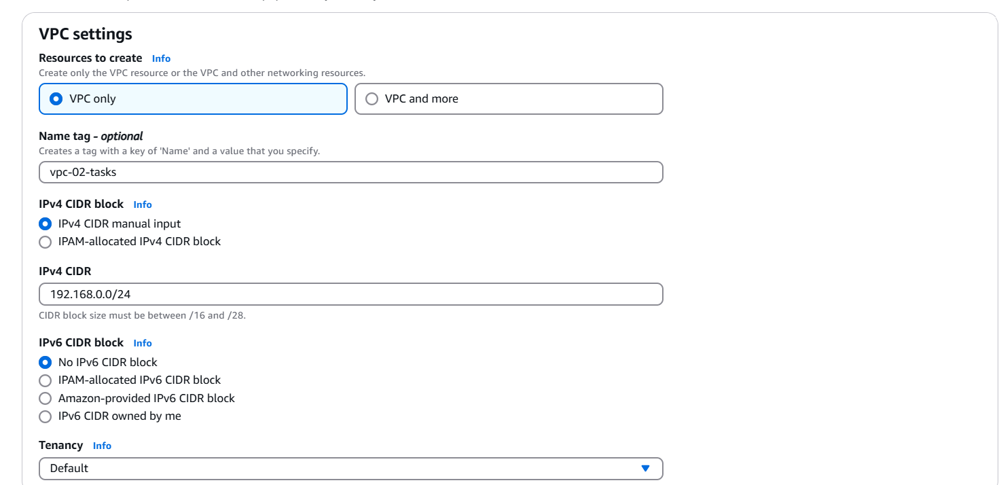 VPC settings
Resources to create Info
Create only the VPC resource or the VPC and other networking resources.
VPC only
VPC and more
Name tag - optional
Creates a tag with a key of 'Name' and a value that you specify.
vpc-02-tasks
IPv4 CIDR block Info
IPv4 CIDR manual input
IPAM-allocated IPv4 CIDR block
IPv4 CIDR
192.168.0.0/24
CIDR block size must be between /16 and /28.
IPv6 CIDR block Info
No IPv6 CIDR block
IPAM-allocated IPv6 CIDR block
Amazon-provided IPv6 CIDR block
IPv6 CIDR owned by me
Tenancy Info
Default